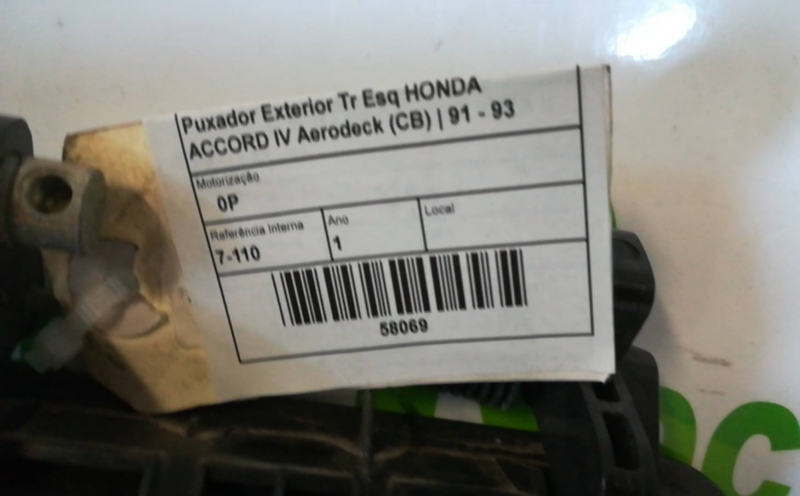 Puxador Exterior Tr Esq HONDA
ACCORD IV Aerodeck (CB) | 91 - 93
Motorização
0P
Referência Interna
7-110
Ano
1
Local
58069